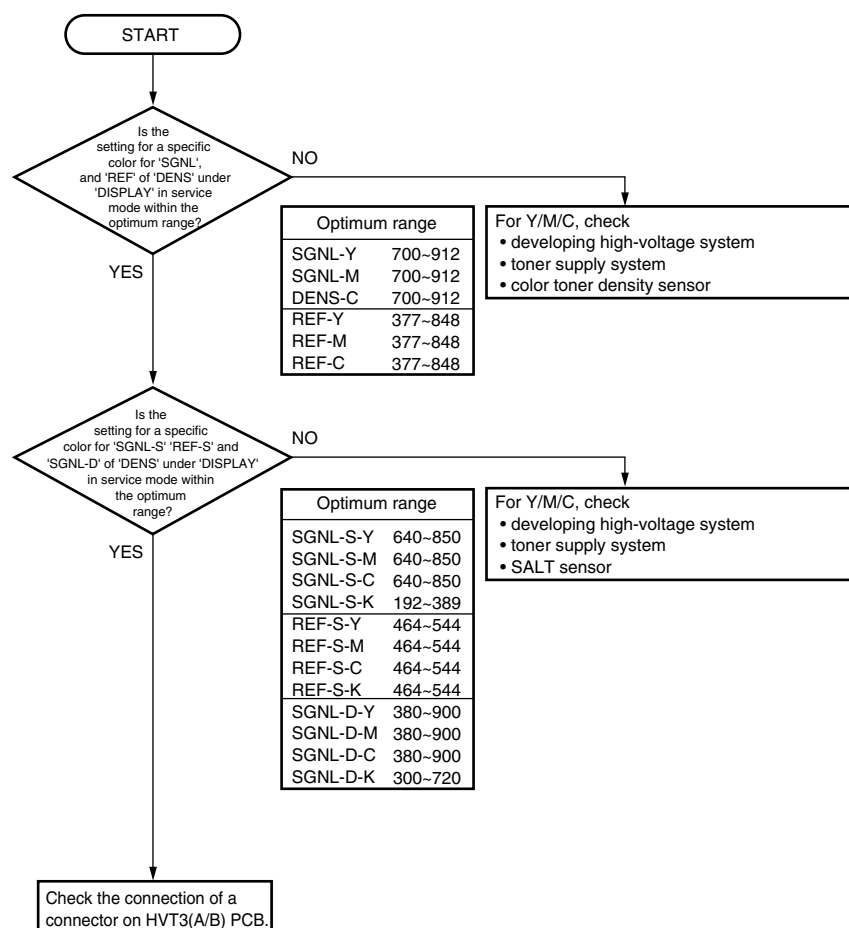 START
Is the
setting for a specific
color for 'SGNL',
and 'REF' of 'DENS' under
'DISPLAY' in service
mode within the
optimum range?
NO
YES
Optimum range
SGNL-Y 700~912
SGNL-M 700~912
DENS-C 700~912
REF-Y 377~848
REF-M 377~848
REF-C 377~848
For Y/M/C, check
• developing high-voltage system
• toner supply system
• color toner density sensor
Is the
setting for a specific
color for 'SGNL-S' 'REF-S' and
'SGNL-D' of 'DENS' under 'DISPLAY'
in service mode within
the optimum
range?
NO
YES
Optimum range
SGNL-S-Y 640~850
SGNL-S-M 640~850
SGNL-S-C 640~850
SGNL-S-K 192~389
REF-S-Y 464~544
REF-S-M 464~544
REF-S-C 464~544
REF-S-K 464~544
SGNL-D-Y 380~900
SGNL-D-M 380~900
SGNL-D-C 380~900
SGNL-D-K 300~720
For Y/M/C, check
• developing high-voltage system
• toner supply system
• SALT sensor
Check the connection of a
connector on HVT3(A/B) PCB.